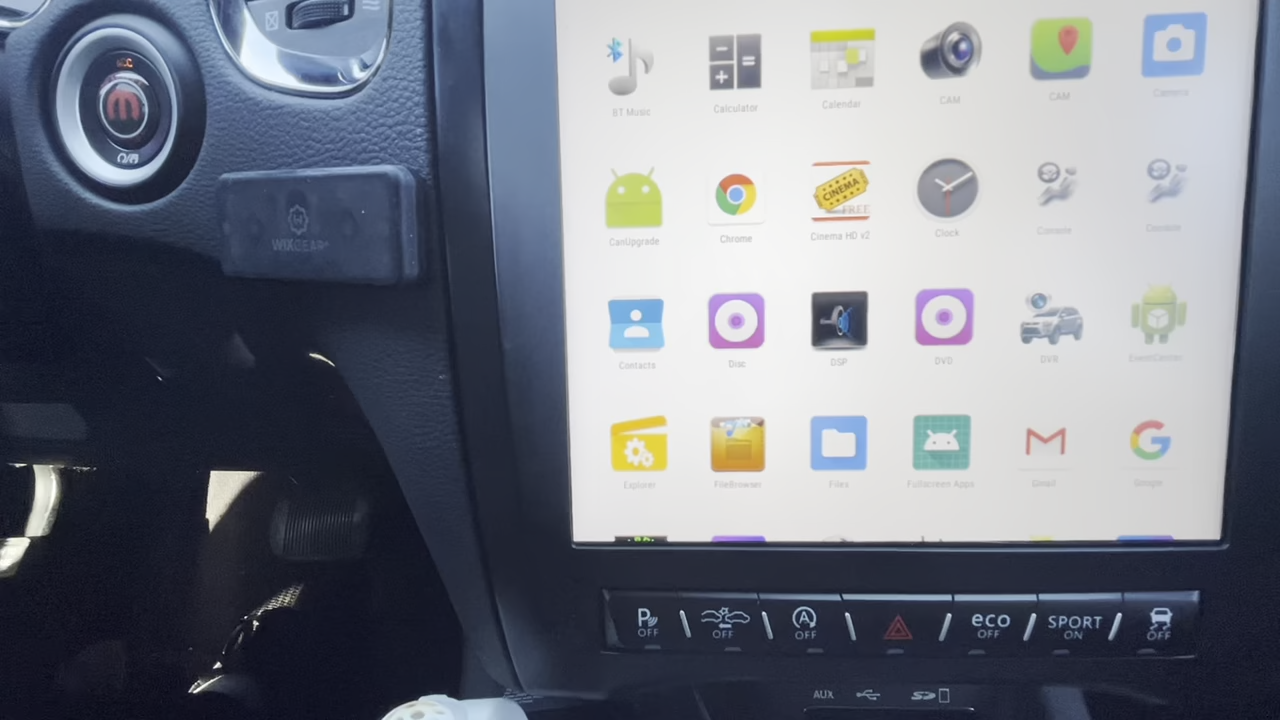 ACC
WIXGEAR
BT Music
Calculator
Calendar
CAM
CAM
Camera
CanUpgrade
Chrome
CINEMA
FREE
Cinema HD v2
Clock
Console
Console
Contacts
Disc
DSP
DVD
DVR
EventCenter
Explorer
FileBrowser
Files
Fullscreen Apps
Gmail
Google
P OFF
OFF
A OFF
eco OFF
SPORT ON
OFF
AUX